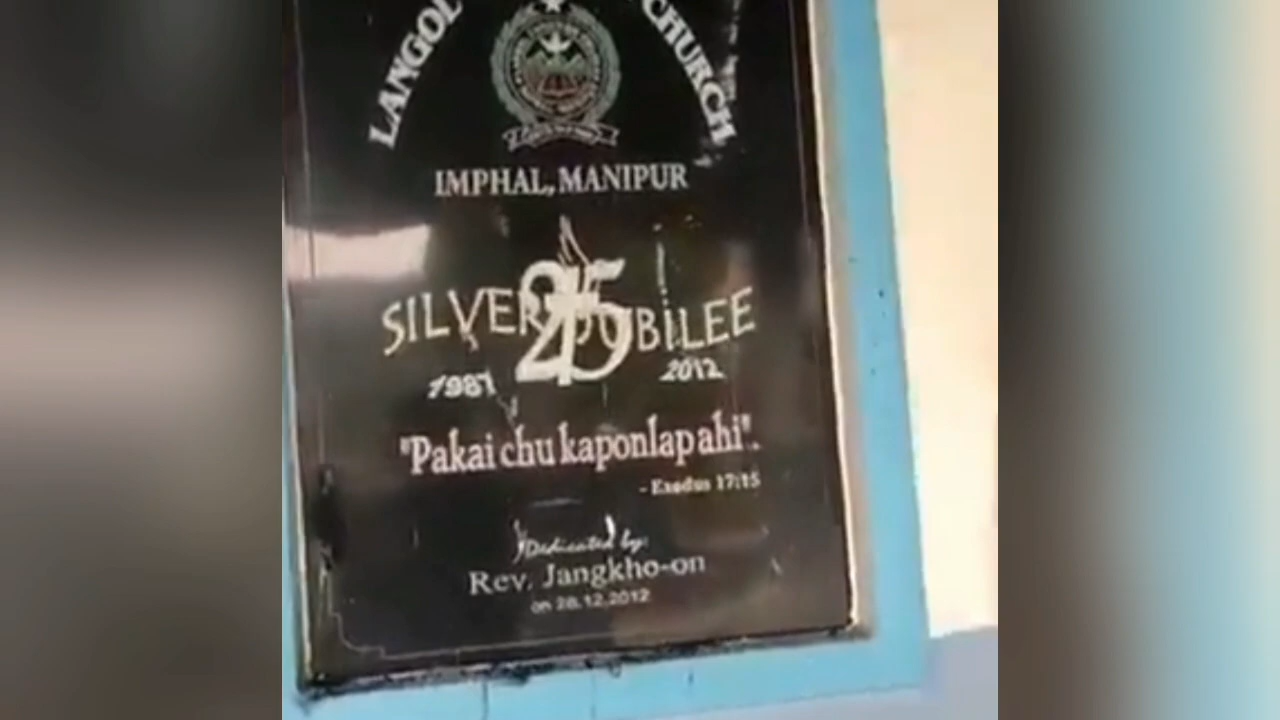 LANGOL CHURCH
IMPHAL, MANIPUR
25
SILVER JUBILEE
1987 2012
"Pakai chu kaponlap ahi".
- Exodus 17:15
Dedicated by:
Rev. Jangkho-on
on 28.12.2012